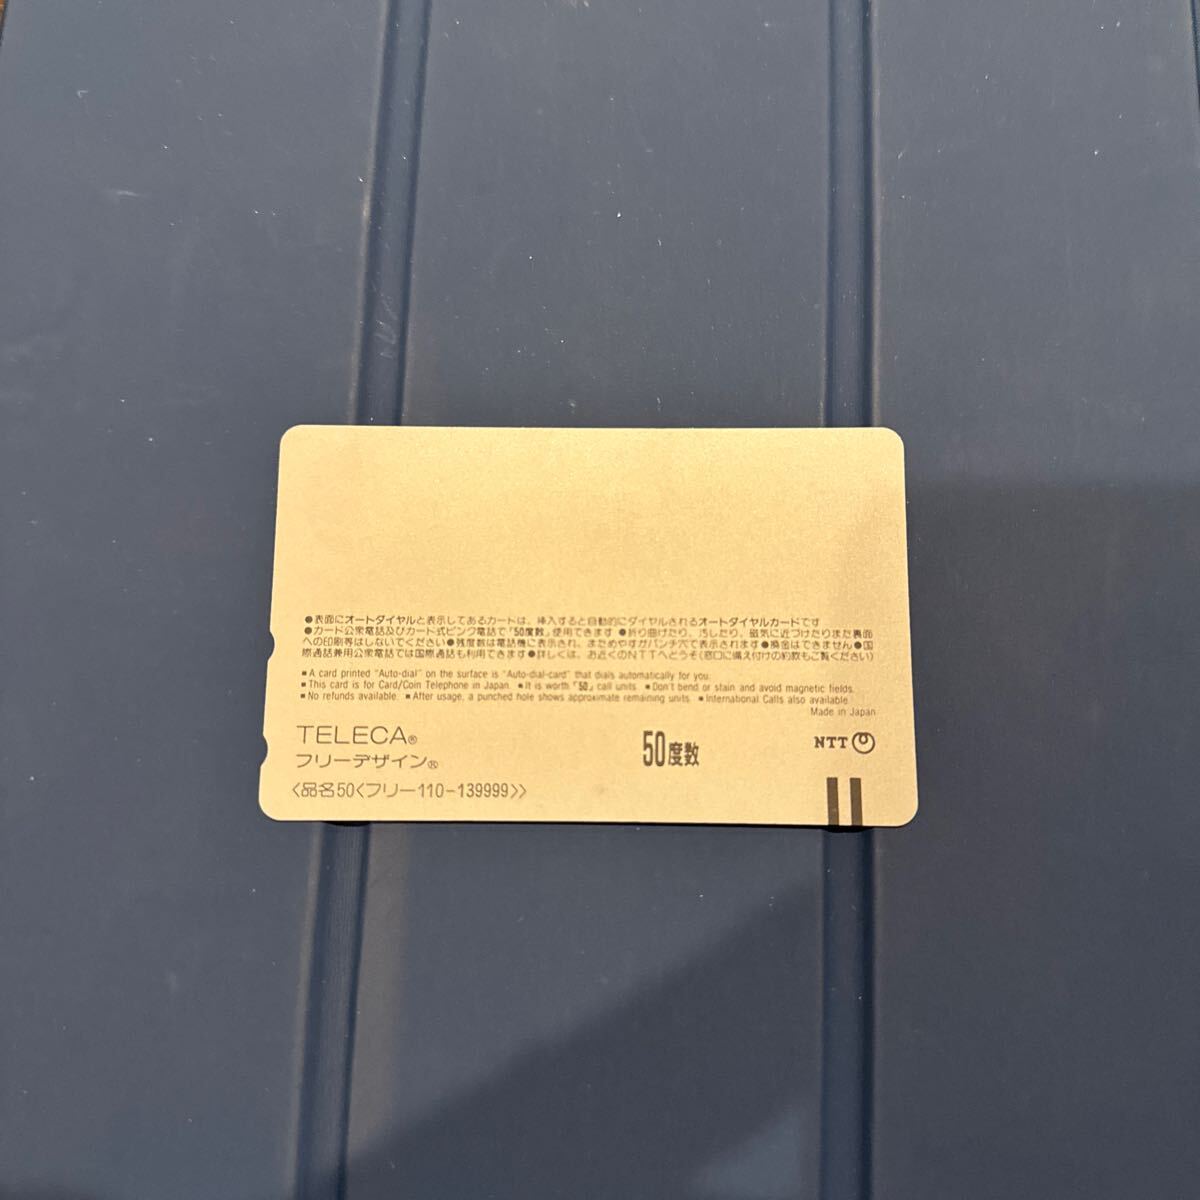 ●表面にオートダイヤルと表示してあるカードは、挿入すると自動的にダイヤルされるオートダイヤルカードです
●カード公衆電話及びカード式ピンク電話で「50度数」使用できます ●折り曲げたり、汚したり、磁気に近づけたりまた裏面
への印刷等はしないでください ●残度数は電話機に表示され、まためやすがパンチ穴で表示されます ●換金はできません ●国
際通話兼用公衆電話では国際通話も利用できます ●詳しくは、お近くのNTTへどうぞ(窓口に備え付けの約款もご覧ください)
■ A card printed "Auto-dial" on the surface is "Auto-dial-card" that dials automatically for you.
■ This card is for Card/Coin Telephone in Japan. ■ It is worth「50」call units. ■ Don't bend or stain and avoid magnetic fields.
■ No refunds available. ■ After usage, a punched hole shows approximate remaining units. ■ International Calls also available.
Made in Japan
TELECA®
フリーデザイン®
50度数
NTT
〈品名50〈フリー110-139999〉〉